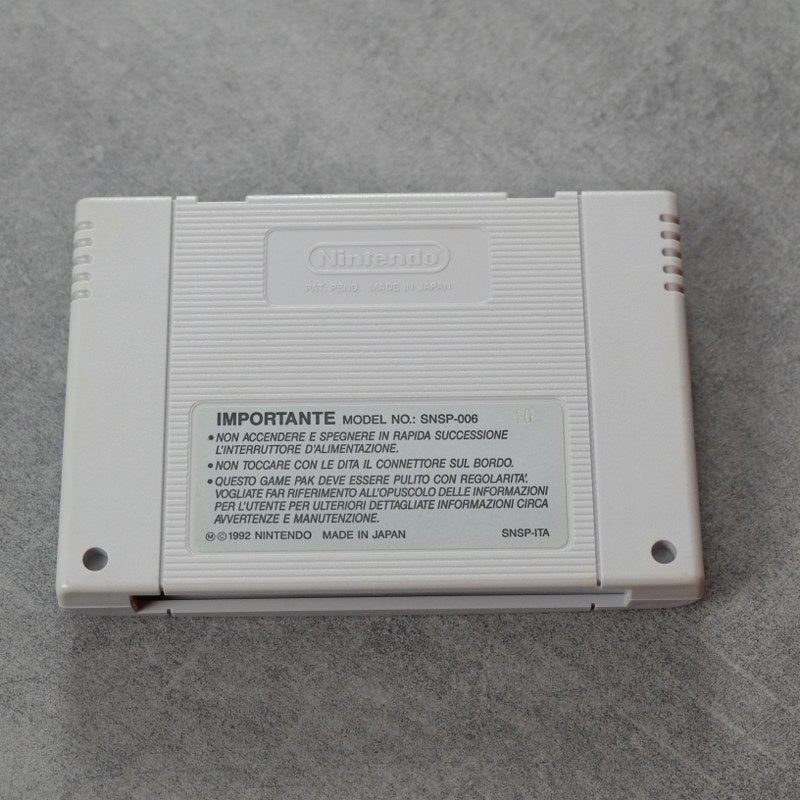 Nintendo
PAT. PEND. MADE IN JAPAN
IMPORTANTE MODEL NO.: SNSP-006
• NON ACCENDERE E SPEGNERE IN RAPIDA SUCCESSIONE
L'INTERRUTTORE D'ALIMENTAZIONE.
• NON TOCCARE CON LE DITA IL CONNETTORE SUL BORDO.
• QUESTO GAME PAK DEVE ESSERE PULITO CON REGOLARITA'.
VOGLIATE FAR RIFERIMENTO ALL'OPUSCOLO DELLE INFORMAZIONI
PER L'UTENTE PER ULTERIORI DETTAGLIATE INFORMAZIONI CIRCA
AVVERTENZE E MANUTENZIONE.
Ⓜ©1992 NINTENDO MADE IN JAPAN SNSP-ITA